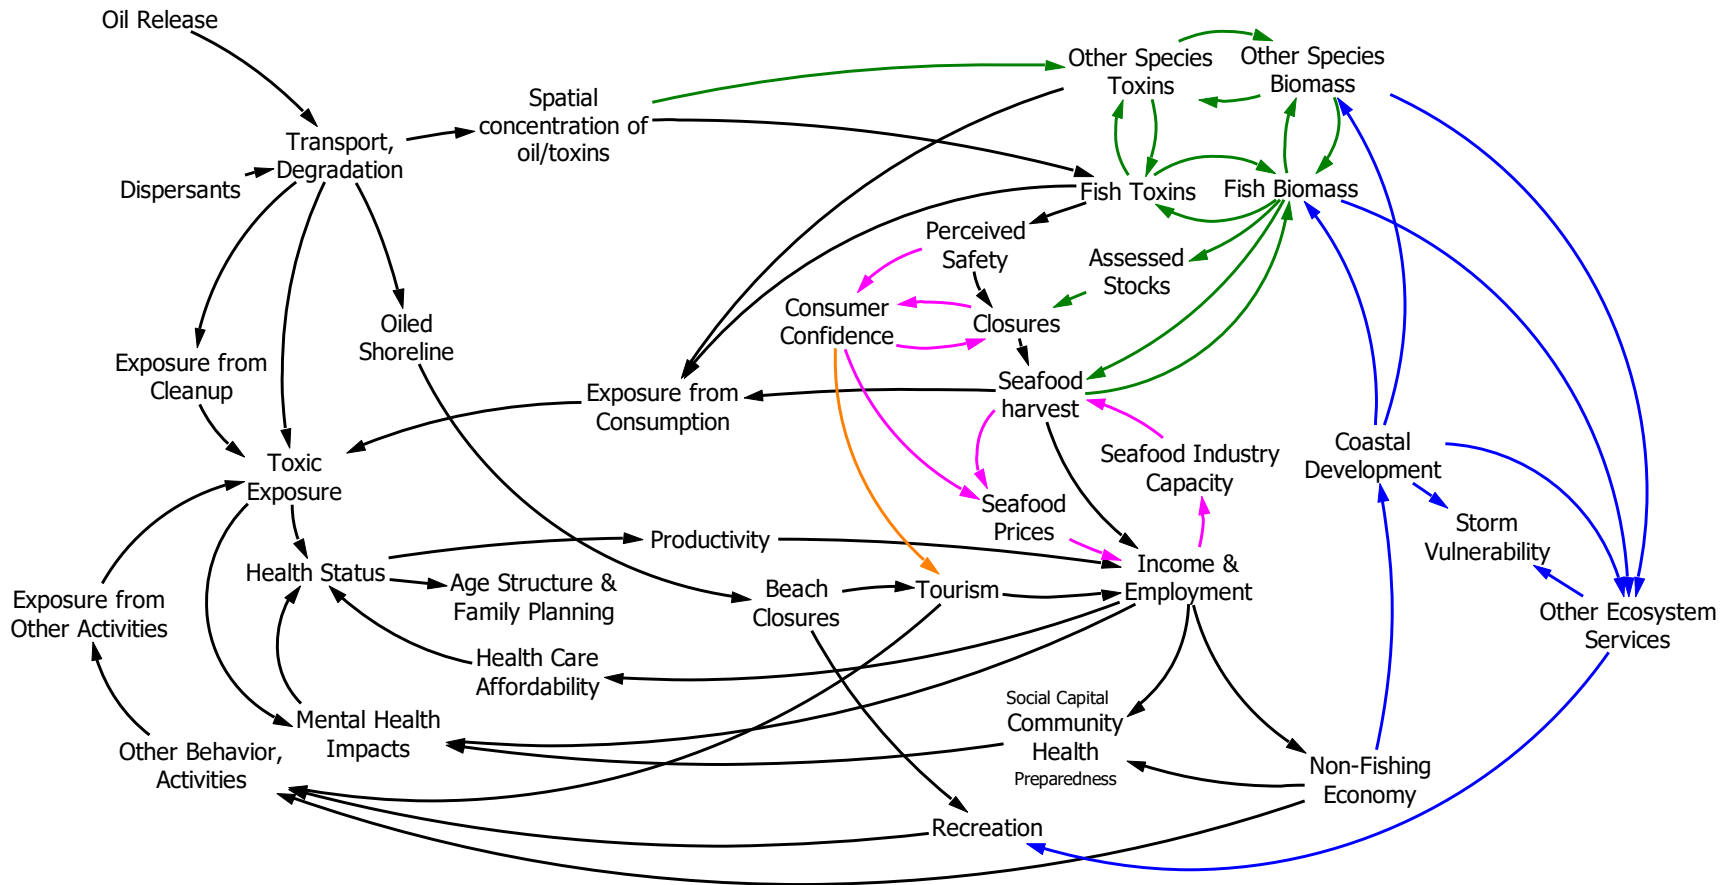 Oil Release
Other Species
Toxins
Other Species
Biomass
Spatial
concentration of
oil/toxins
Transport,
Degradation
Dispersants
Fish Toxins
Fish Biomass
Perceived
Safety
Assessed
Stocks
Consumer
Confidence
Closures
Oiled
Shoreline
Exposure from
Cleanup
Exposure from
Consumption
Seafood
harvest
Coastal
Development
Seafood Industry
Capacity
Toxic
Exposure
Seafood
Prices
Storm
Vulnerability
Productivity
Income &
Employment
Health Status
Age Structure &
Family Planning
Beach
Closures
Tourism
Exposure from
Other Activities
Other Ecosystem
Services
Health Care
Affordability
Social Capital
Community
Health
Preparedness
Mental Health
Impacts
Other Behavior,
Activities
Non-Fishing
Economy
Recreation